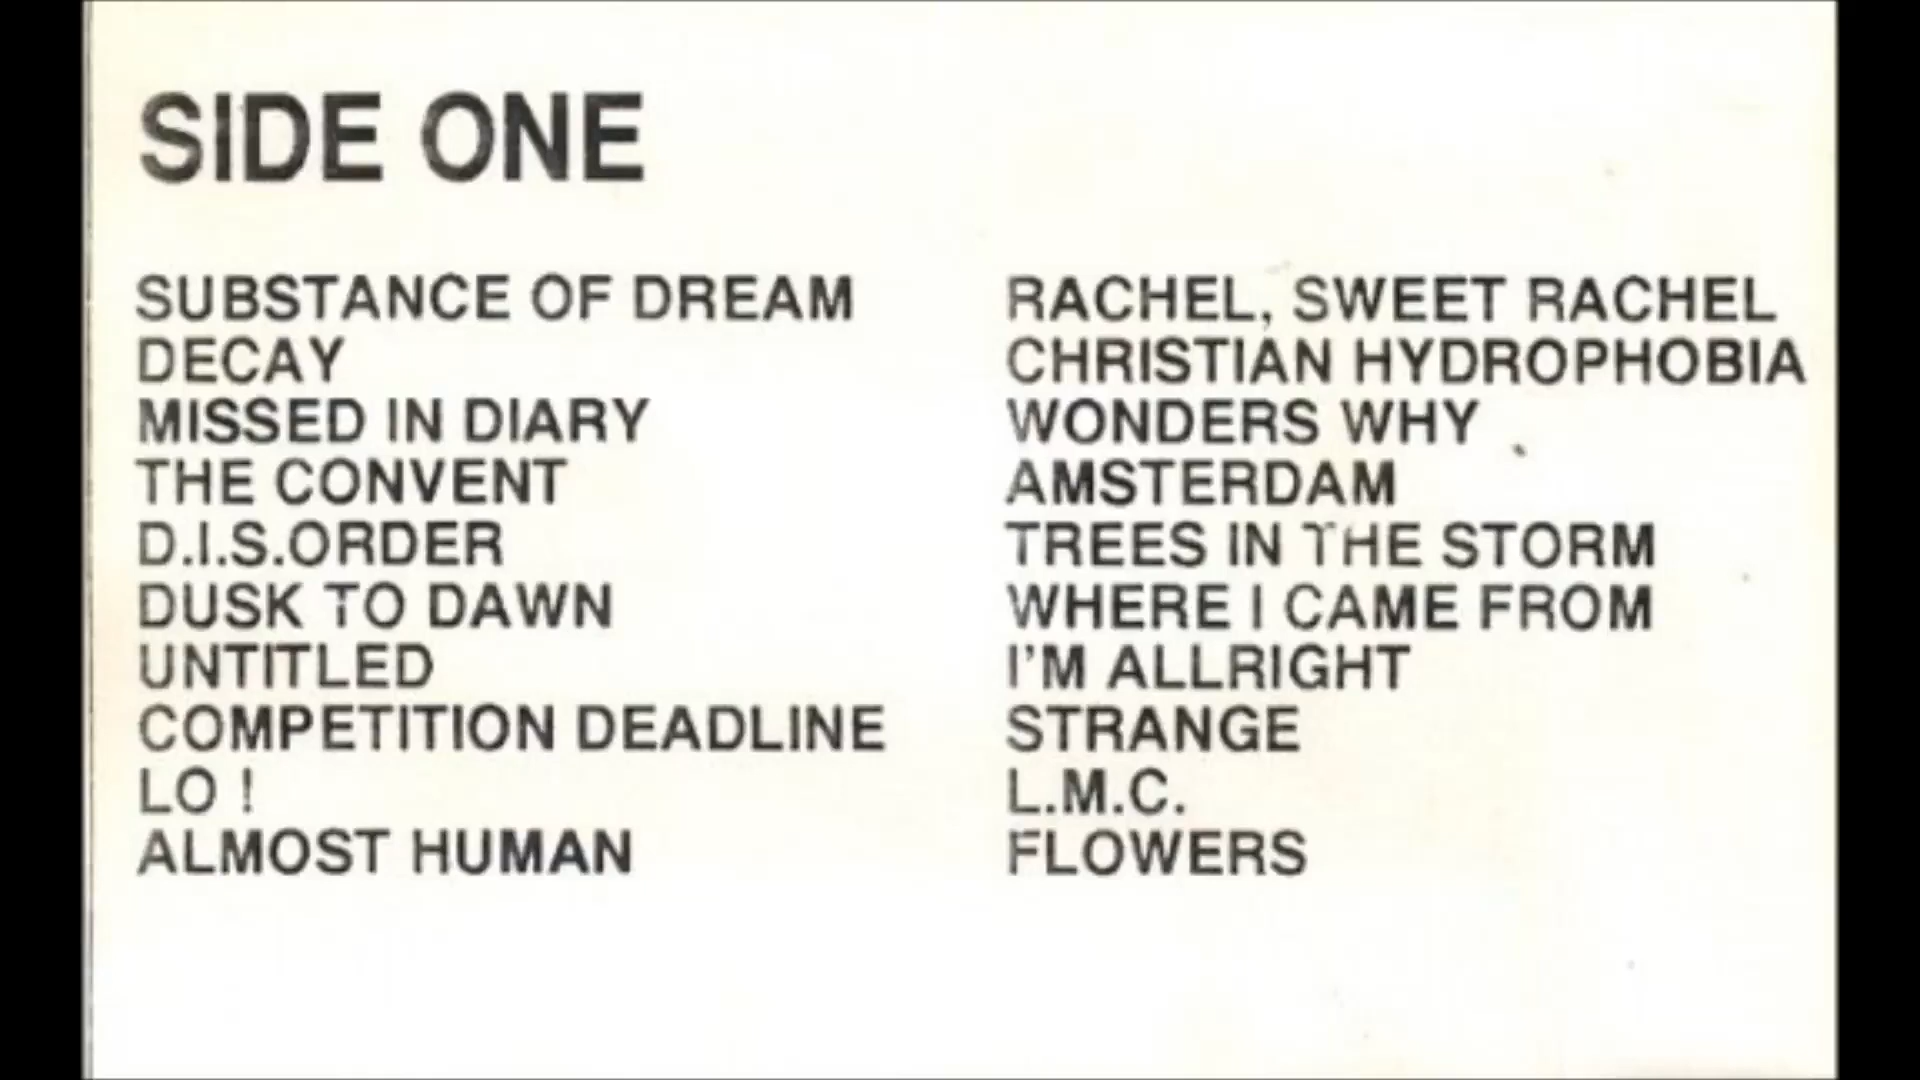 SIDE ONE
SUBSTANCE OF DREAM
DECAY
MISSED IN DIARY
THE CONVENT
D.I.S.ORDER
DUSK TO DAWN
UNTITLED
COMPETITION DEADLINE
LO !
ALMOST HUMAN
RACHEL, SWEET RACHEL
CHRISTIAN HYDROPHOBIA
WONDERS WHY
AMSTERDAM
TREES IN THE STORM
WHERE I CAME FROM
I'M ALLRIGHT
STRANGE
L.M.C.
FLOWERS